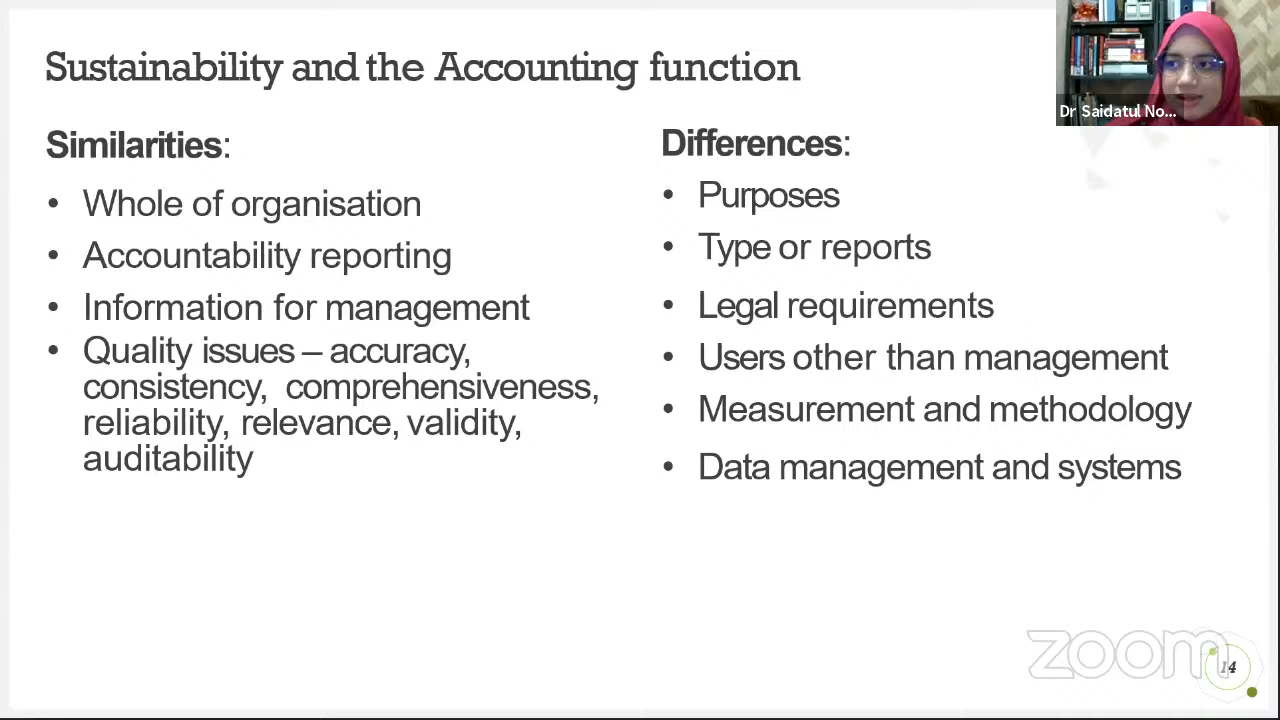 Sustainability and the Accounting function
Dr Saidatul No...
Similarities:
• Whole of organisation
• Accountability reporting
• Information for management
• Quality issues – accuracy,
consistency, comprehensiveness,
reliability, relevance, validity,
auditability
Differences:
• Purposes
• Type or reports
• Legal requirements
• Users other than management
• Measurement and methodology
• Data management and systems
zoom
14